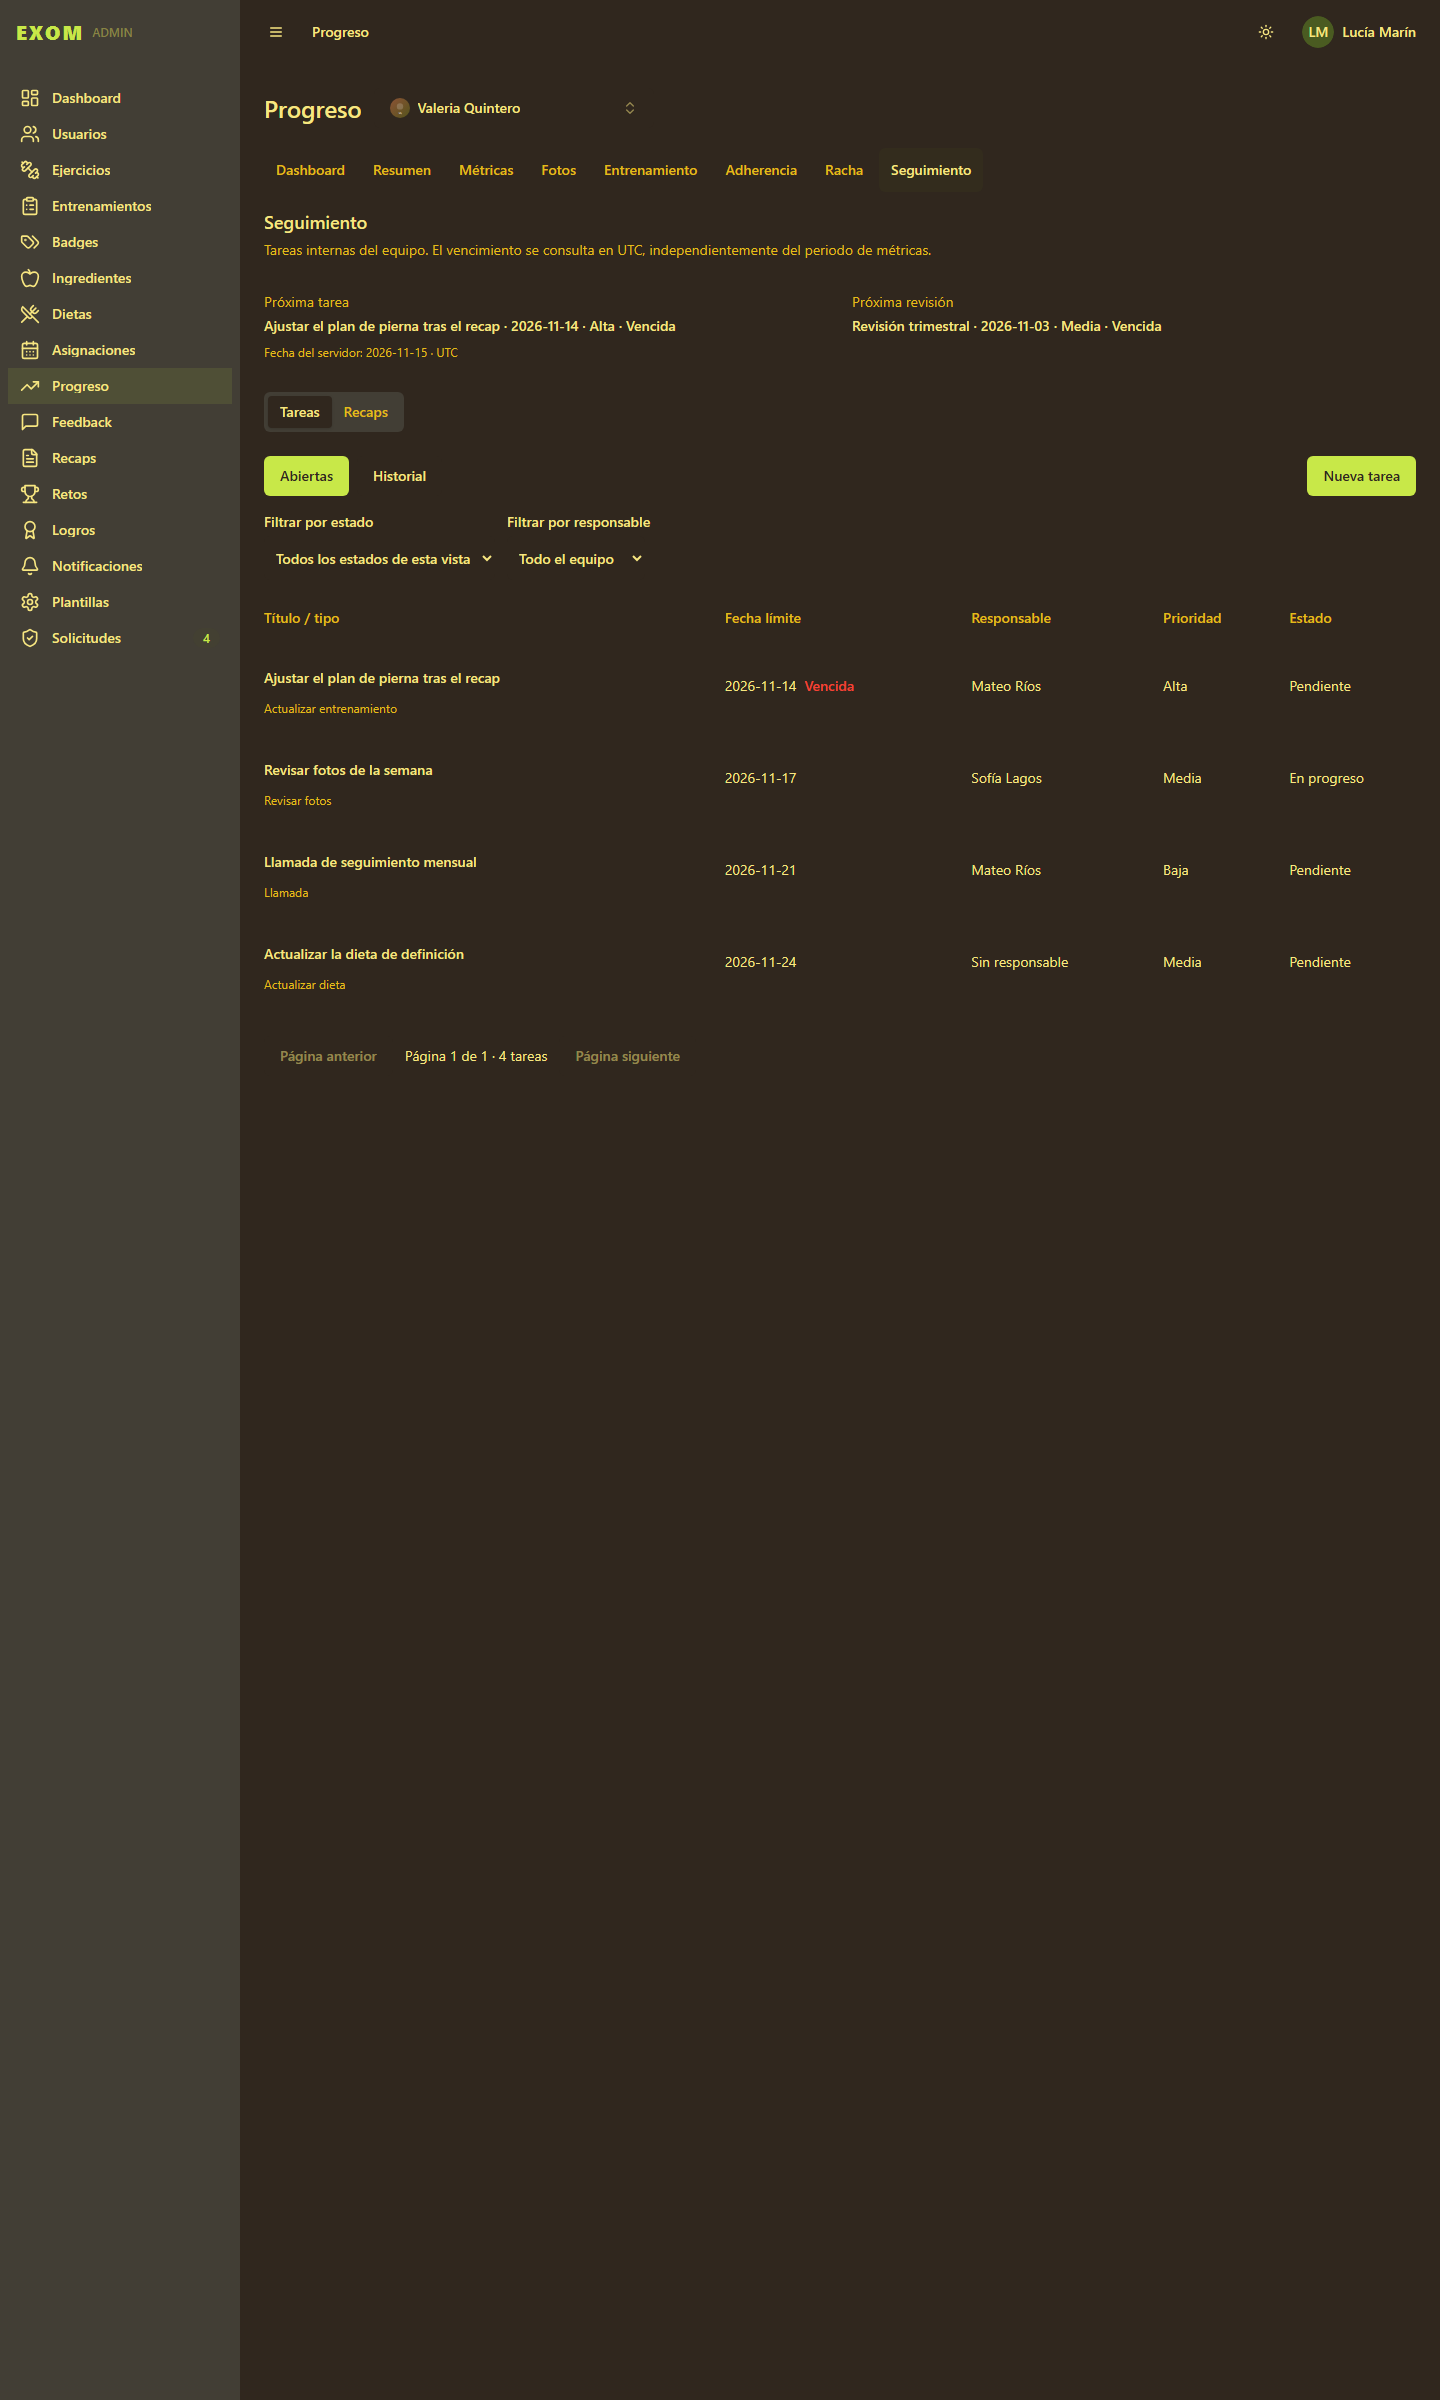 EXOM ADMIN
Dashboard
Usuarios
Ejercicios
Entrenamientos
Badges
Ingredientes
Dietas
Asignaciones
Progreso
Feedback
Recaps
Retos
Logros
Notificaciones
Plantillas
Solicitudes 4
Progreso
LM Lucía Marín
Progreso Valeria Quintero
Dashboard Resumen Métricas Fotos Entrenamiento Adherencia Racha Seguimiento
Seguimiento
Tareas internas del equipo. El vencimiento se consulta en UTC, independientemente del periodo de métricas.
Próxima tarea
Ajustar el plan de pierna tras el recap · 2026-11-14 · Alta · Vencida
Fecha del servidor: 2026-11-15 · UTC
Próxima revisión
Revisión trimestral · 2026-11-03 · Media · Vencida
Tareas Recaps
Abiertas Historial Nueva tarea
Filtrar por estado Filtrar por responsable
Todos los estados de esta vista Todo el equipo
Título / tipo Fecha límite Responsable Prioridad Estado
Ajustar el plan de pierna tras el recap
Actualizar entrenamiento
2026-11-14 Vencida Mateo Ríos Alta Pendiente
Revisar fotos de la semana
Revisar fotos
2026-11-17 Sofía Lagos Media En progreso
Llamada de seguimiento mensual
Llamada
2026-11-21 Mateo Ríos Baja Pendiente
Actualizar la dieta de definición
Actualizar dieta
2026-11-24 Sin responsable Media Pendiente
Página anterior Página 1 de 1 · 4 tareas Página siguiente